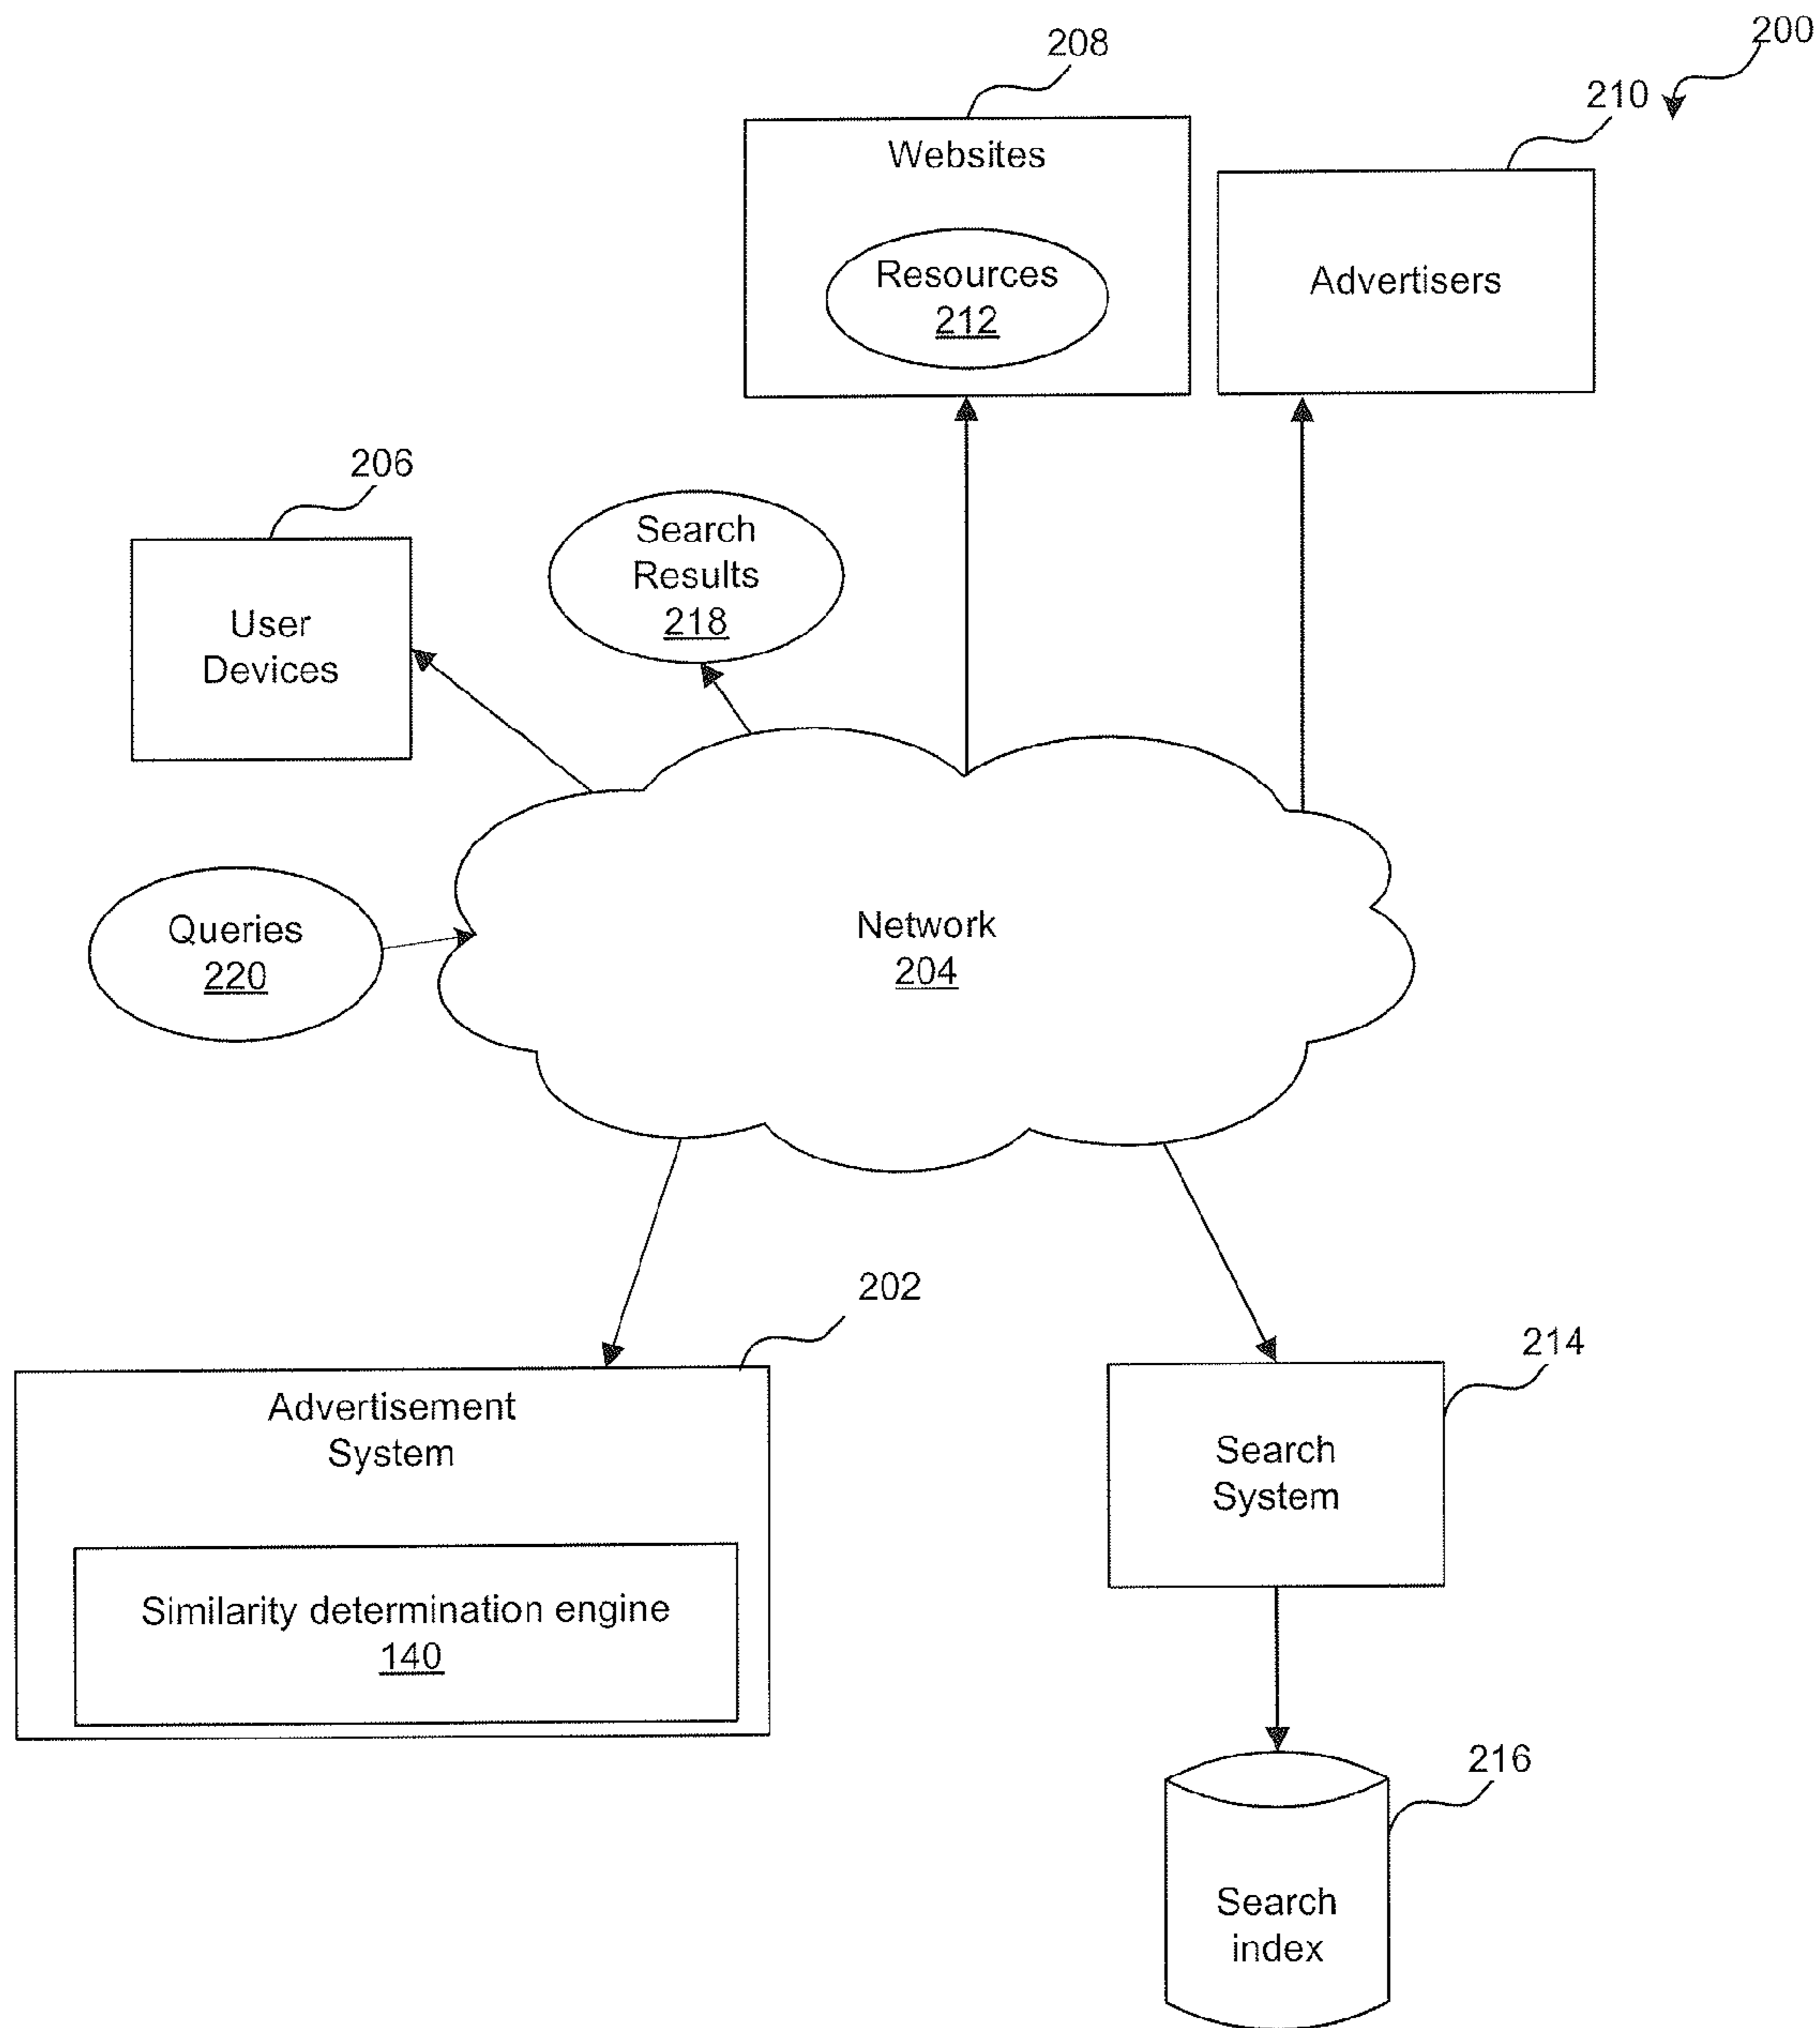 200
208
210
Websites
Resources
212
Advertisers
206
Search
Results
218
User
Devices
Queries
220
Network
204
202
214
Advertisement
System
Search
System
Similarity determination engine
140
216
Search
index